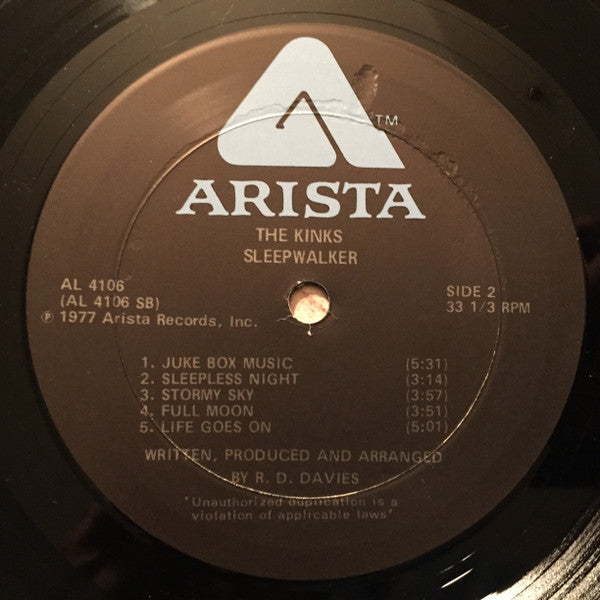 TM
ARISTA
THE KINKS
SLEEPWALKER
AL 4106
(AL 4106 SB)
℗ 1977 Arista Records, Inc.
SIDE 2
33 1/3 RPM
1. JUKE BOX MUSIC (5:31)
2. SLEEPLESS NIGHT (3:14)
3. STORMY SKY (3:57)
4. FULL MOON (3:51)
5. LIFE GOES ON (5:01)
WRITTEN, PRODUCED AND ARRANGED
BY R. D. DAVIES
"Unauthorized duplication is a
violation of applicable laws"